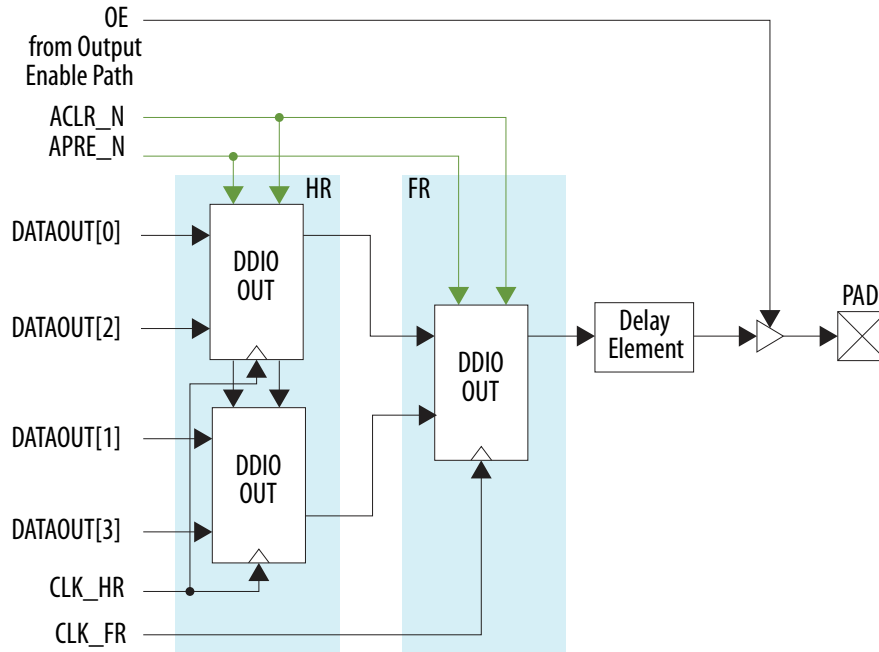 OE
from Output
Enable Path
ACLR_N
APRE_N
HR
FR
DATAOUT[0]
DDIO
OUT
DATAOUT[2]
PAD
Delay
Element
DDIO
OUT
DATAOUT[1]
DDIO
OUT
DATAOUT[3]
CLK_HR
CLK_FR